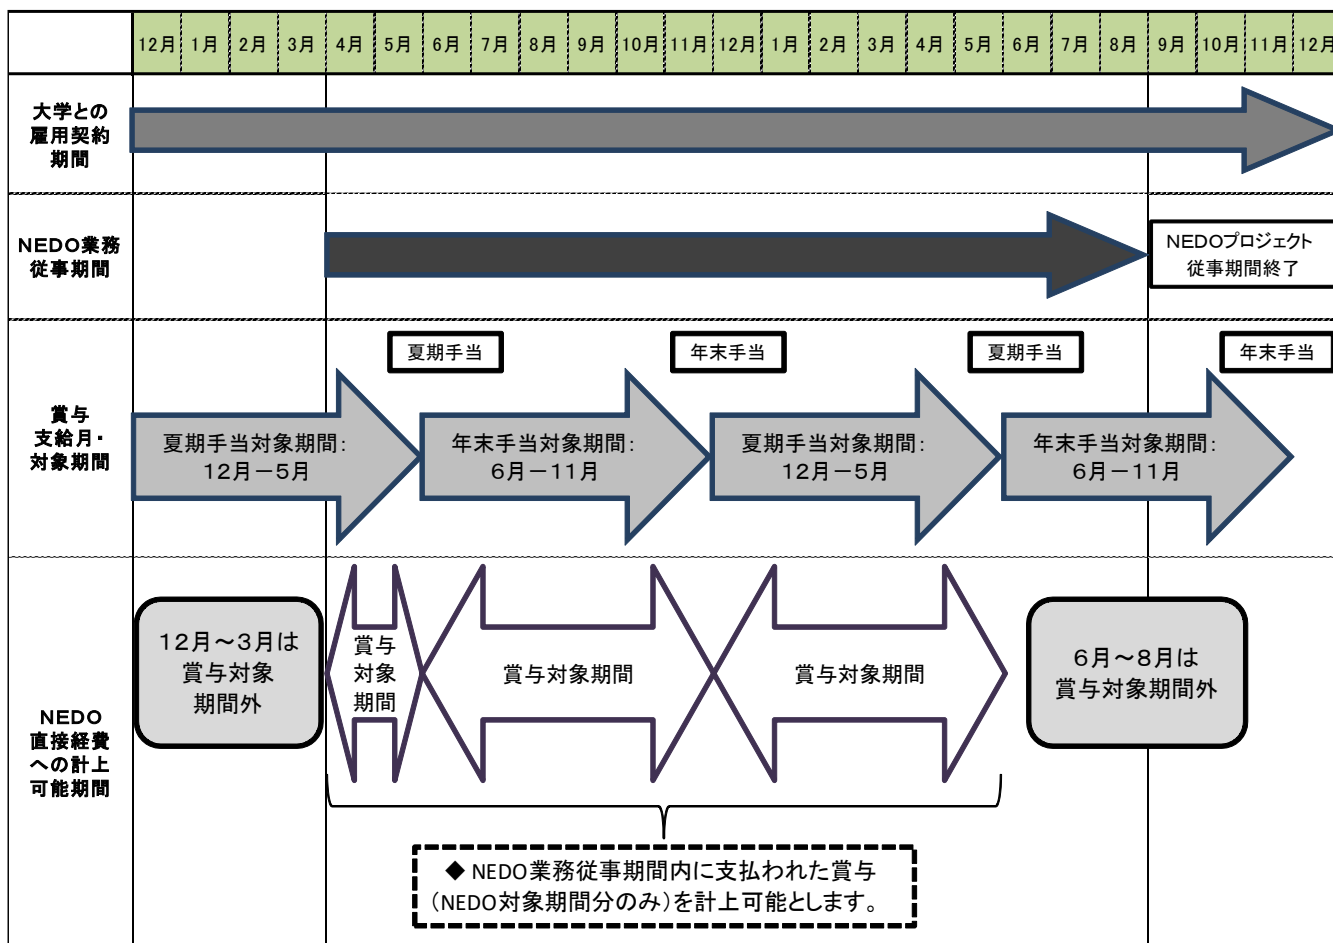 12月 1月 2月 3月 4月 5月 6月 7月 8月 9月 10月 11月 12月 1月 2月 3月 4月 5月 6月 7月 8月 9月 10月 11月 12月
大学との
雇用契約
期間
NEDO業務
従事期間
NEDOプロジェクト
従事期間終了
賞与
支給月・
対象期間
夏期手当
年末手当
夏期手当
年末手当
夏期手当対象期間:
12月－5月
年末手当対象期間:
6月－11月
夏期手当対象期間:
12月－5月
年末手当対象期間:
6月－11月
NEDO
直接経費
への計上
可能期間
12月～3月は
賞与対象
期間外
賞与
対象
期間
賞与対象期間
賞与対象期間
6月～8月は
賞与対象期間外
◆ NEDO業務従事期間内に支払われた賞与
（NEDO対象期間分のみ）を計上可能とします。